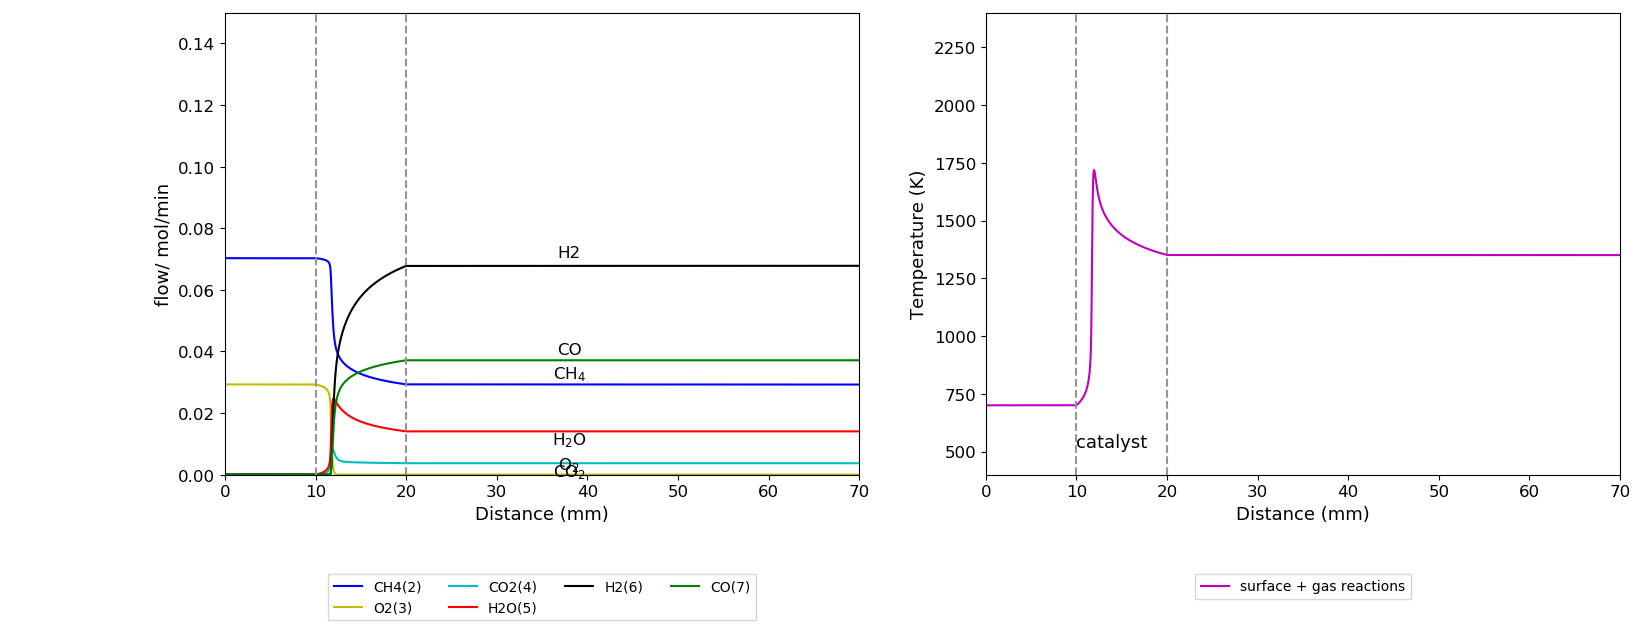 flow/ mol/min
0.14
0.12
0.10
0.08
0.06
0.04
0.02
0.00
H2
CO
CH₄
H₂O
O₂
CO₂
0 10 20 30 40 50 60 70
Distance (mm)
CH4(2) CO2(4) H2(6) CO(7)
O2(3) H2O(5)
Temperature (K)
2250
2000
1750
1500
1250
1000
750
500
catalyst
0 10 20 30 40 50 60 70
Distance (mm)
surface + gas reactions